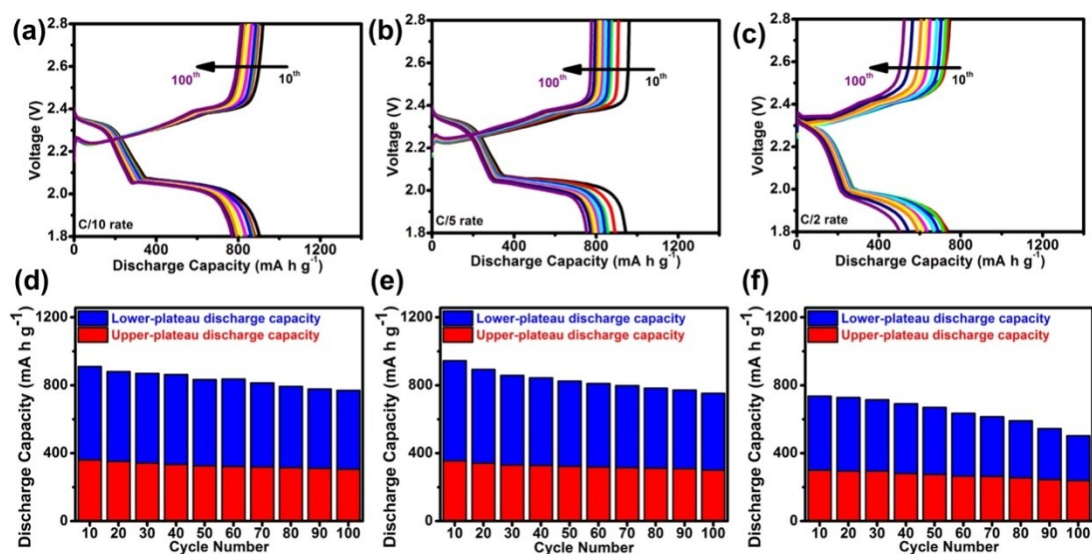 (a)
2.8
2.6
2.4
2.2
2.0
1.8
Voltage (V)
100th
10th
C/10 rate
0 400 800 1200
Discharge Capacity (mA h g-1)
(b)
2.8
2.6
2.4
2.2
2.0
1.8
Voltage (V)
100th
10th
C/5 rate
0 400 800 1200
Discharge Capacity (mA h g-1)
(c)
2.8
2.6
2.4
2.2
2.0
1.8
Voltage (V)
100th
10th
C/2 rate
0 400 800 1200
Discharge Capacity (mA h g-1)
(d)
1200
800
400
0
Discharge Capacity (mA h g-1)
Lower-plateau discharge capacity
Upper-plateau discharge capacity
10 20 30 40 50 60 70 80 90 100
Cycle Number
(e)
1200
800
400
0
Discharge Capacity (mA h g-1)
Lower-plateau discharge capacity
Upper-plateau discharge capacity
10 20 30 40 50 60 70 80 90 100
Cycle Number
(f)
1200
800
400
0
Discharge Capacity (mA h g-1)
Lower-plateau discharge capacity
Upper-plateau discharge capacity
10 20 30 40 50 60 70 80 90 100
Cycle Number